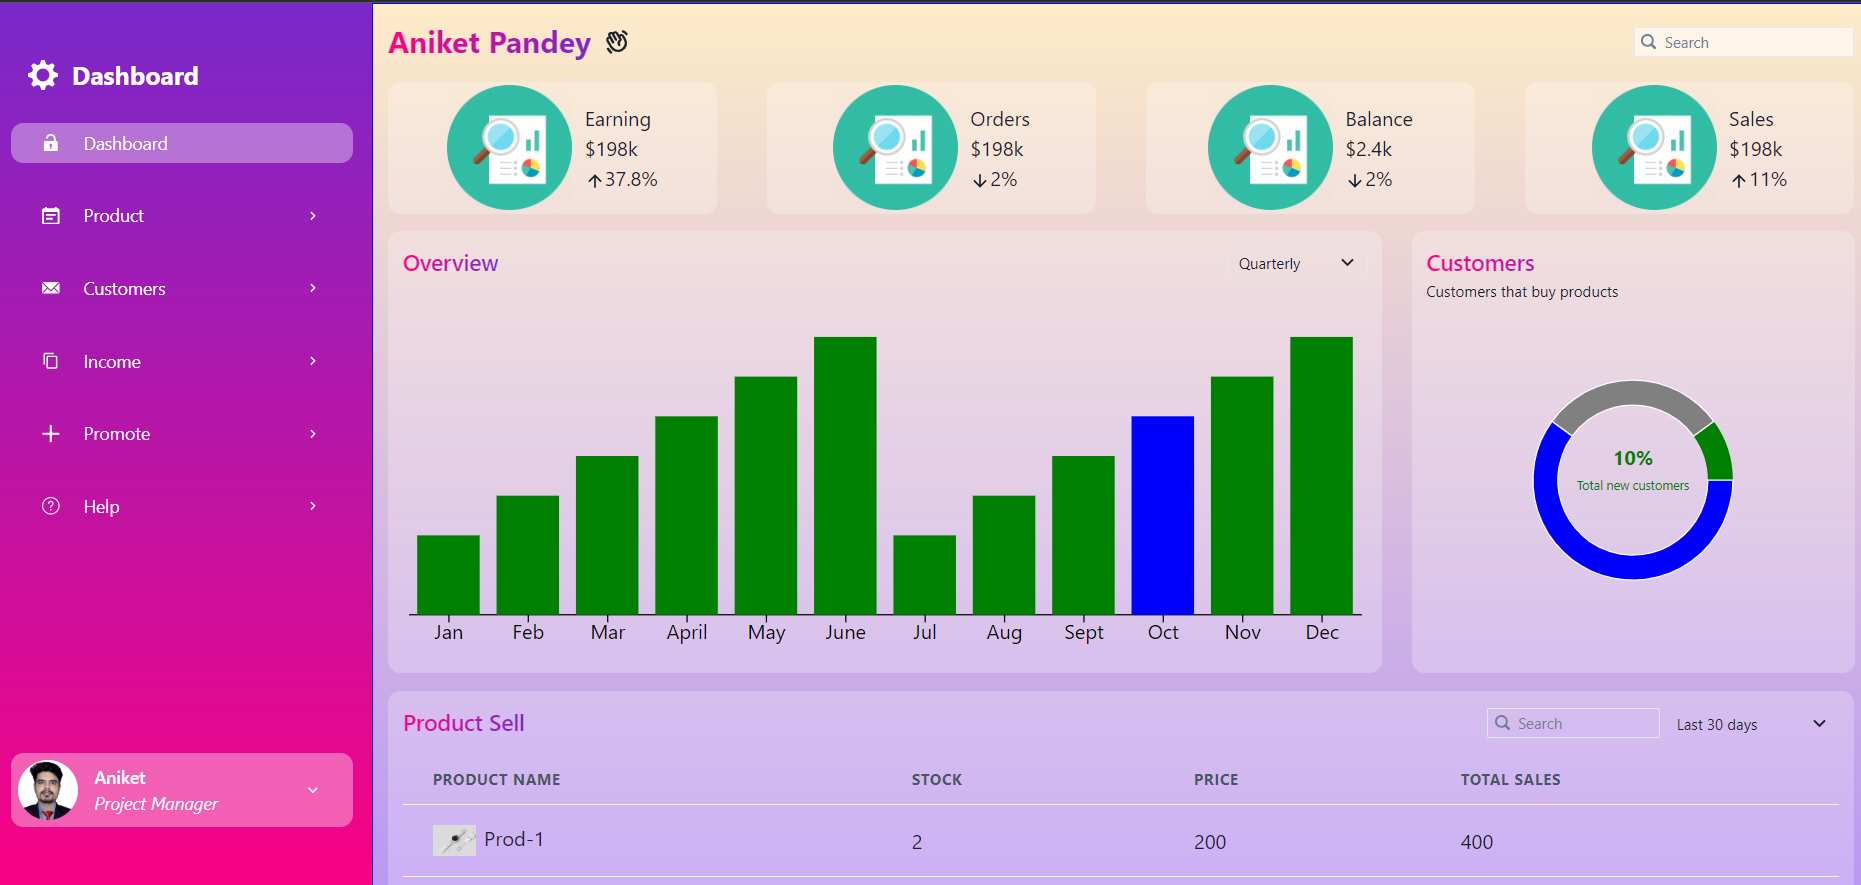 Dashboard
Dashboard
Product
Customers
Income
Promote
Help
Aniket
Project Manager
Aniket Pandey
Search
Earning
$198k
37.8%
Orders
$198k
2%
Balance
$2.4k
2%
Sales
$198k
11%
Overview
Quarterly
Jan Feb Mar April May June Jul Aug Sept Oct Nov Dec
Customers
Customers that buy products
10%
Total new customers
Product Sell
Search
Last 30 days
PRODUCT NAME STOCK PRICE TOTAL SALES
Prod-1 2 200 400